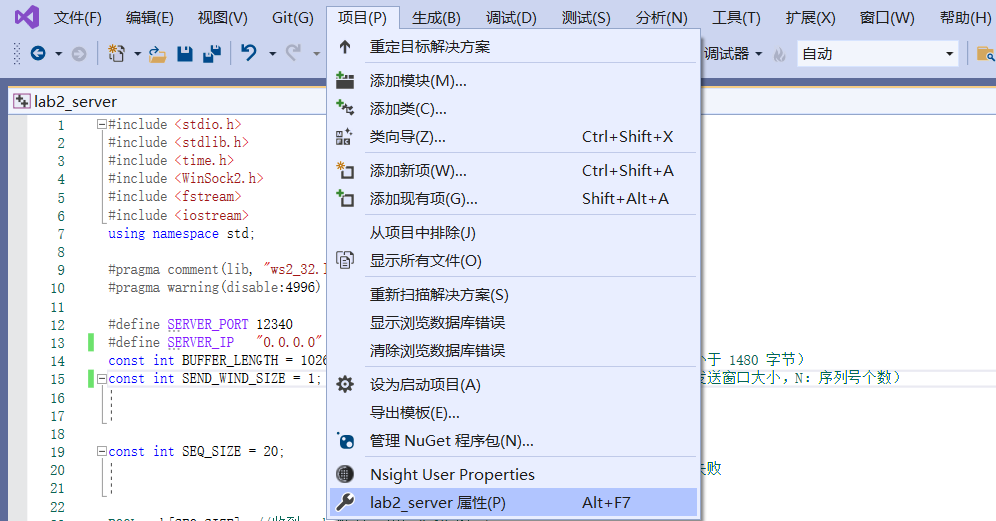 文件(F) 编辑(E) 视图(V) Git(G) 项目(P) 生成(B) 调试(D) 测试(S) 分析(N) 工具(T) 扩展(X) 窗口(W) 帮助(H)
调试器 自动
重定目标解决方案
添加模块(M)...
添加类(C)...
类向导(Z)... Ctrl+Shift+X
添加新项(W)... Ctrl+Shift+A
添加现有项(G)... Shift+Alt+A
从项目中排除(J)
显示所有文件(O)
重新扫描解决方案(S)
显示浏览数据库错误
清除浏览数据库错误
设为启动项目(A)
导出模板(E)...
管理 NuGet 程序包(N)...
Nsight User Properties
lab2_server 属性(P) Alt+F7
lab2_server
1 #include <stdio.h>
2 #include <stdlib.h>
3 #include <time.h>
4 #include <WinSock2.h>
5 #include <fstream>
6 #include <iostream>
7 using namespace std;
8
9 #pragma comment(lib, "ws2_32.
10 #pragma warning(disable:4996)
11
12 #define SERVER_PORT 12340
13 #define SERVER_IP "0.0.0.0"
14 const int BUFFER_LENGTH = 1026 小于 1480 字节）
15 const int SEND_WIND_SIZE = 1; 发送窗口大小，N：序列号个数）
16
17
18
19 const int SEQ_SIZE = 20;
20 失败
21
22